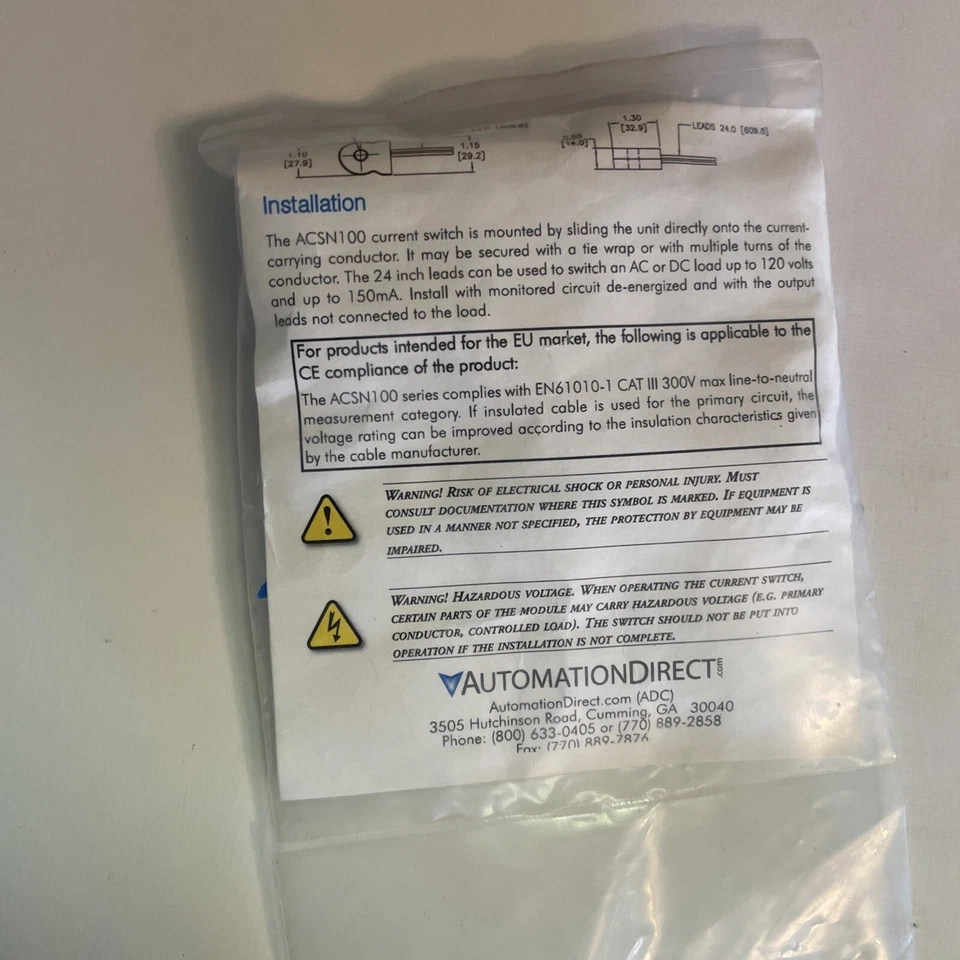 1.10
[27.9]
1.15
[29.2]
1.30
[32.9]
LEADS 24.0 [609.6]
Installation
The ACSN100 current switch is mounted by sliding the unit directly onto the current-
carrying conductor. It may be secured with a tie wrap or with multiple turns of the
conductor. The 24 inch leads can be used to switch an AC or DC load up to 120 volts
and up to 150mA. Install with monitored circuit de-energized and with the output
leads not connected to the load.
For products intended for the EU market, the following is applicable to the
CE compliance of the product:
The ACSN100 series complies with EN61010-1 CAT III 300V max line-to-neutral
measurement category. If insulated cable is used for the primary circuit, the
voltage rating can be improved according to the insulation characteristics given
by the cable manufacturer.
WARNING! RISK OF ELECTRICAL SHOCK OR PERSONAL INJURY. MUST
CONSULT DOCUMENTATION WHERE THIS SYMBOL IS MARKED. IF EQUIPMENT IS
USED IN A MANNER NOT SPECIFIED, THE PROTECTION BY EQUIPMENT MAY BE
IMPAIRED.
WARNING! HAZARDOUS VOLTAGE. WHEN OPERATING THE CURRENT SWITCH,
CERTAIN PARTS OF THE MODULE MAY CARRY HAZARDOUS VOLTAGE (E.G. PRIMARY
CONDUCTOR, CONTROLLED LOAD). THE SWITCH SHOULD NOT BE PUT INTO
OPERATION IF THE INSTALLATION IS NOT COMPLETE.
AUTOMATIONDIRECT.com
AutomationDirect.com (ADC)
3505 Hutchinson Road, Cumming, GA 30040
Phone: (800) 633-0405 or (770) 889-2858
Fax: (770) 889-7876